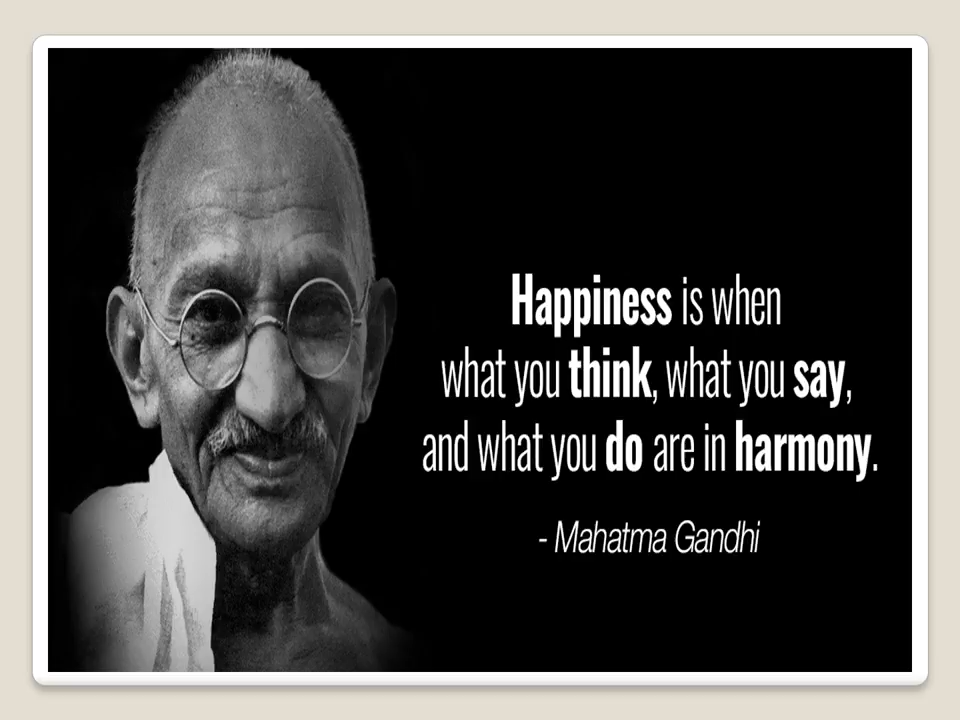 Happiness is when
what you think, what you say,
and what you do are in harmony.
- Mahatma Gandhi